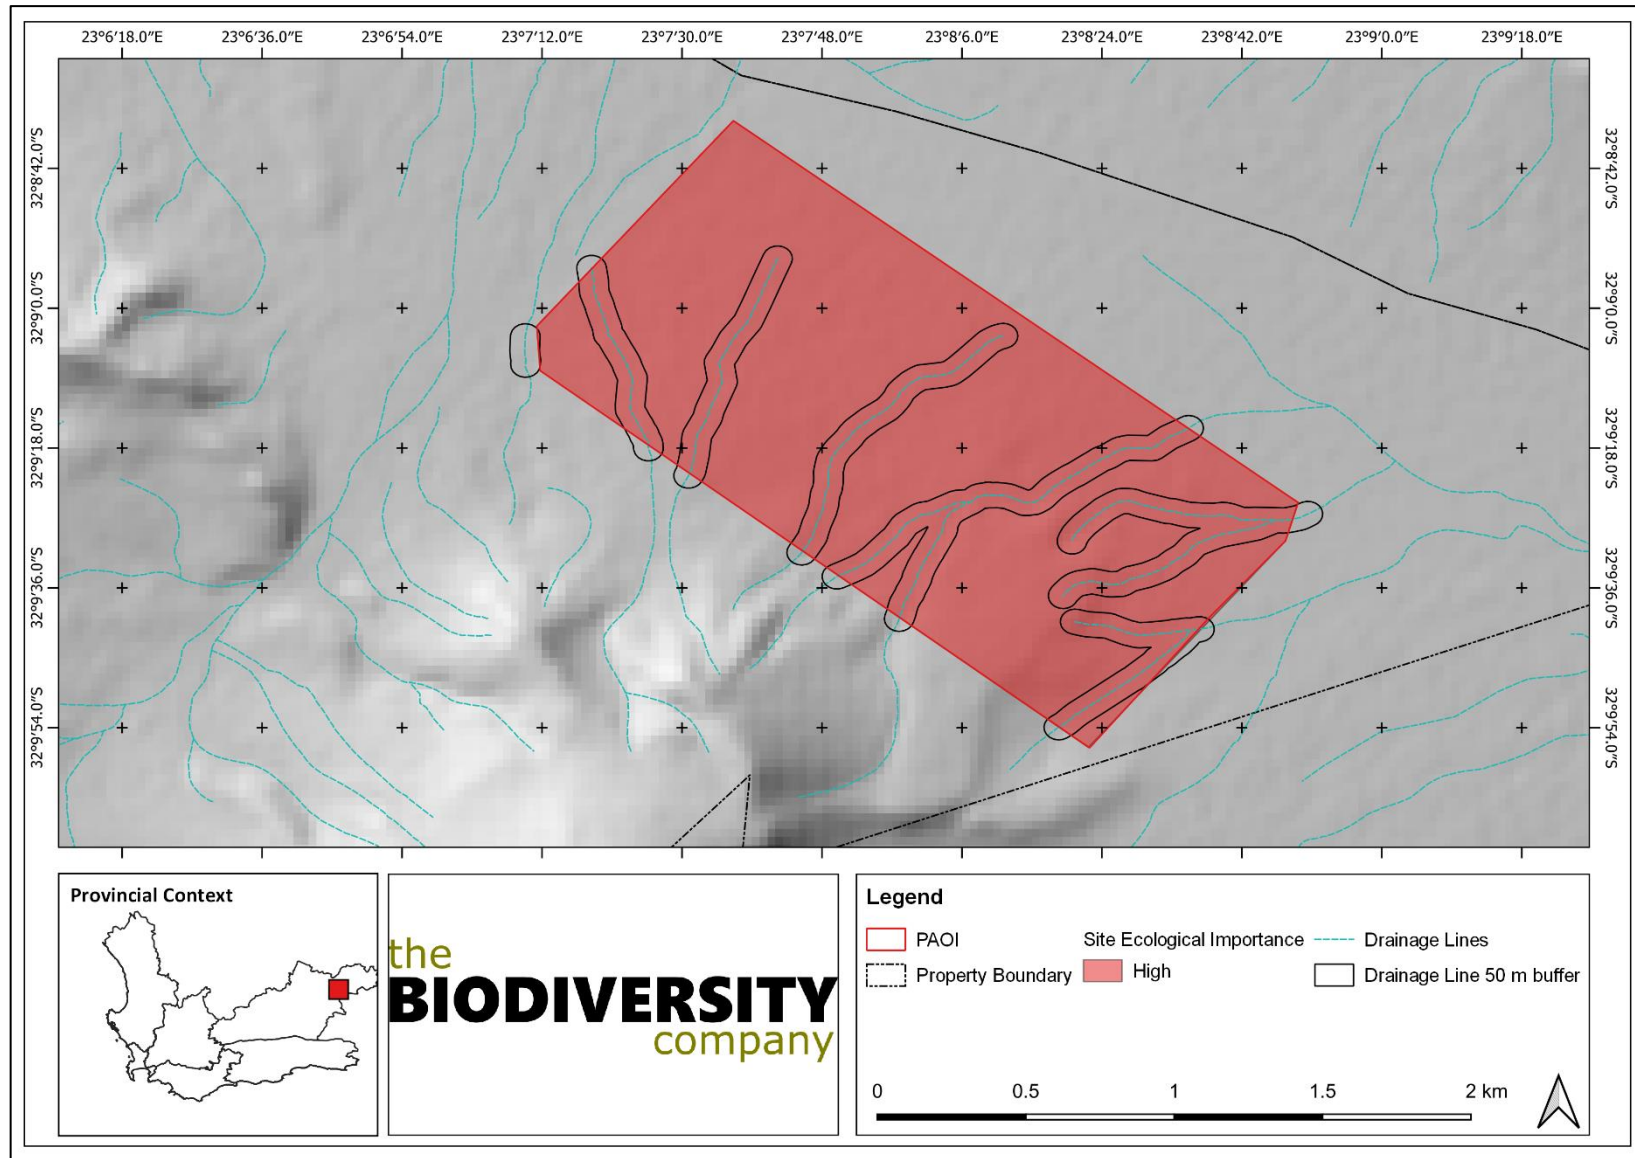 23°6'18.0"E 23°6'36.0"E 23°6'54.0"E 23°7'12.0"E 23°7'30.0"E 23°7'48.0"E 23°8'6.0"E 23°8'24.0"E 23°8'42.0"E 23°9'0.0"E 23°9'18.0"E
32°8'42.0"S
32°9'0.0"S
32°9'18.0"S
32°9'36.0"S
32°9'54.0"S
32°8'42.0"S
32°9'0.0"S
32°9'18.0"S
32°9'36.0"S
32°9'54.0"S
Provincial Context
the
BIODIVERSITY
company
Legend
PAOI
Property Boundary
Site Ecological Importance
High
Drainage Lines
Drainage Line 50 m buffer
0 0.5 1 1.5 2 km